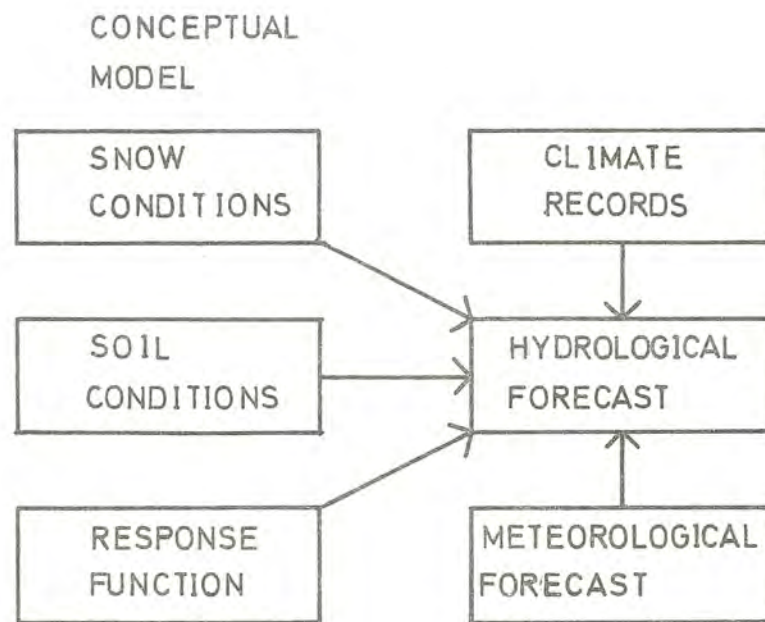 CONCEPTUAL
MODEL
SNOW
CONDITIONS
CLIMATE
RECORDS
SOIL
CONDITIONS
HYDROLOGICAL
FORECAST
RESPONSE
FUNCTION
METEOROLOGICAL
FORECAST